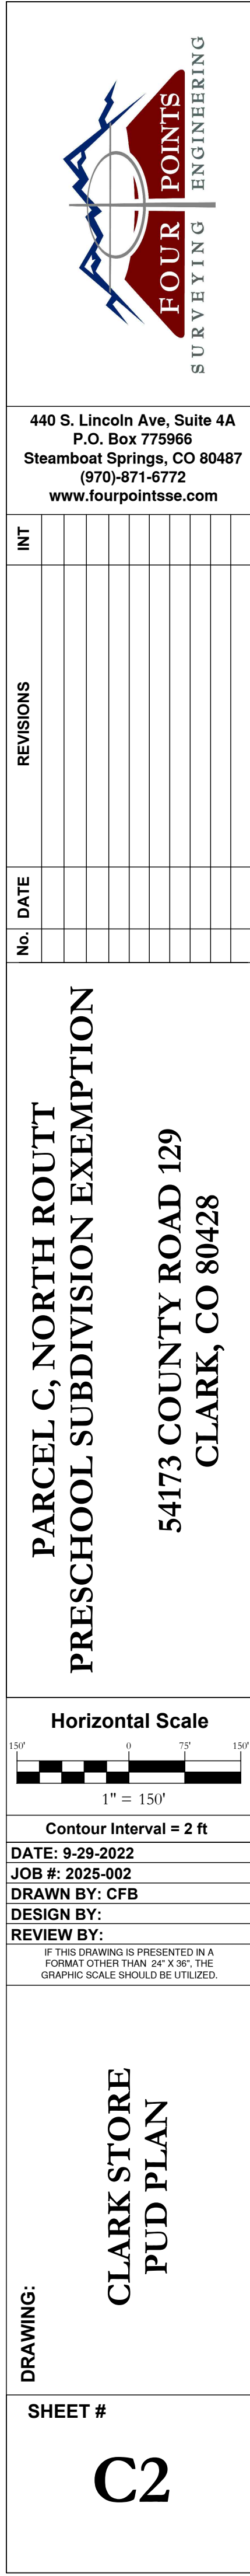 FOUR POINTS
SURVEYING ENGINEERING
440 S. Lincoln Ave, Suite 4A
P.O. Box 775966
Steamboat Springs, CO 80487
(970)-871-6772
www.fourpointsse.com
No. DATE REVISIONS INT
PARCEL C, NORTH ROUTT
PRESCHOOL SUBDIVISION EXEMPTION
54173 COUNTY ROAD 129
CLARK, CO 80428
Horizontal Scale
150' 0 75' 150'
1" = 150'
Contour Interval = 2 ft
DATE: 9-29-2022
JOB #: 2025-002
DRAWN BY: CFB
DESIGN BY:
REVIEW BY:
IF THIS DRAWING IS PRESENTED IN A
FORMAT OTHER THAN 24" X 36", THE
GRAPHIC SCALE SHOULD BE UTILIZED.
DRAWING:
CLARK STORE
PUD PLAN
SHEET #
C2